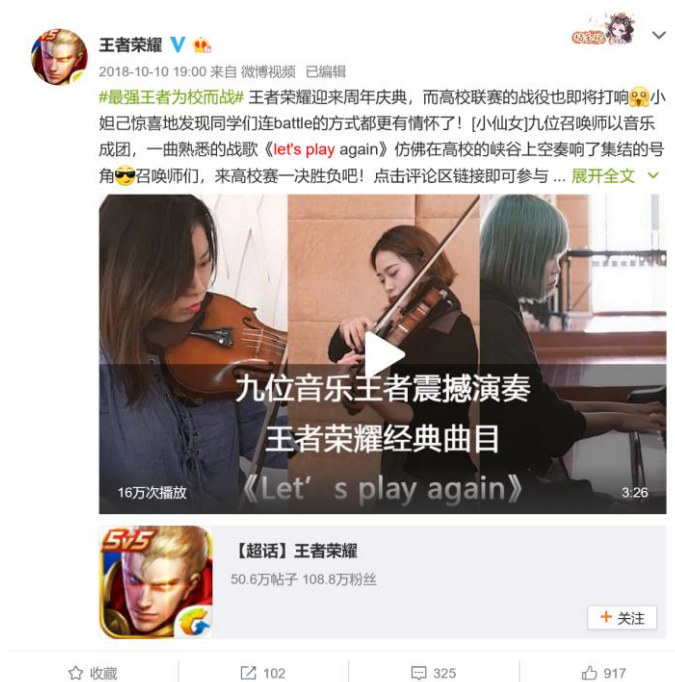 王者荣耀
2018-10-10 19:00 来自 微博视频 已编辑
#最强王者为校而战# 王者荣耀迎来周年庆典，而高校联赛的战役也即将打响小
妲己惊喜地发现同学们连battle的方式都更有情怀了！[小仙女]九位召唤师以音乐
成团，一曲熟悉的战歌《let's play again》仿佛在高校的峡谷上空奏响了集结的号
角召唤师们，来高校赛一决胜负吧！点击评论区链接即可参与 ... 展开全文
九位音乐王者震撼演奏
王者荣耀经典曲目
《Let's play again》
16万次播放
3:26
5v5
【超话】王者荣耀
50.6万帖子 108.8万粉丝
+ 关注
收藏
102
325
917